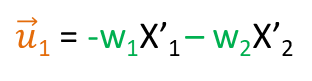 u⃗₁ = -w₁X’₁ – w₂X’₂